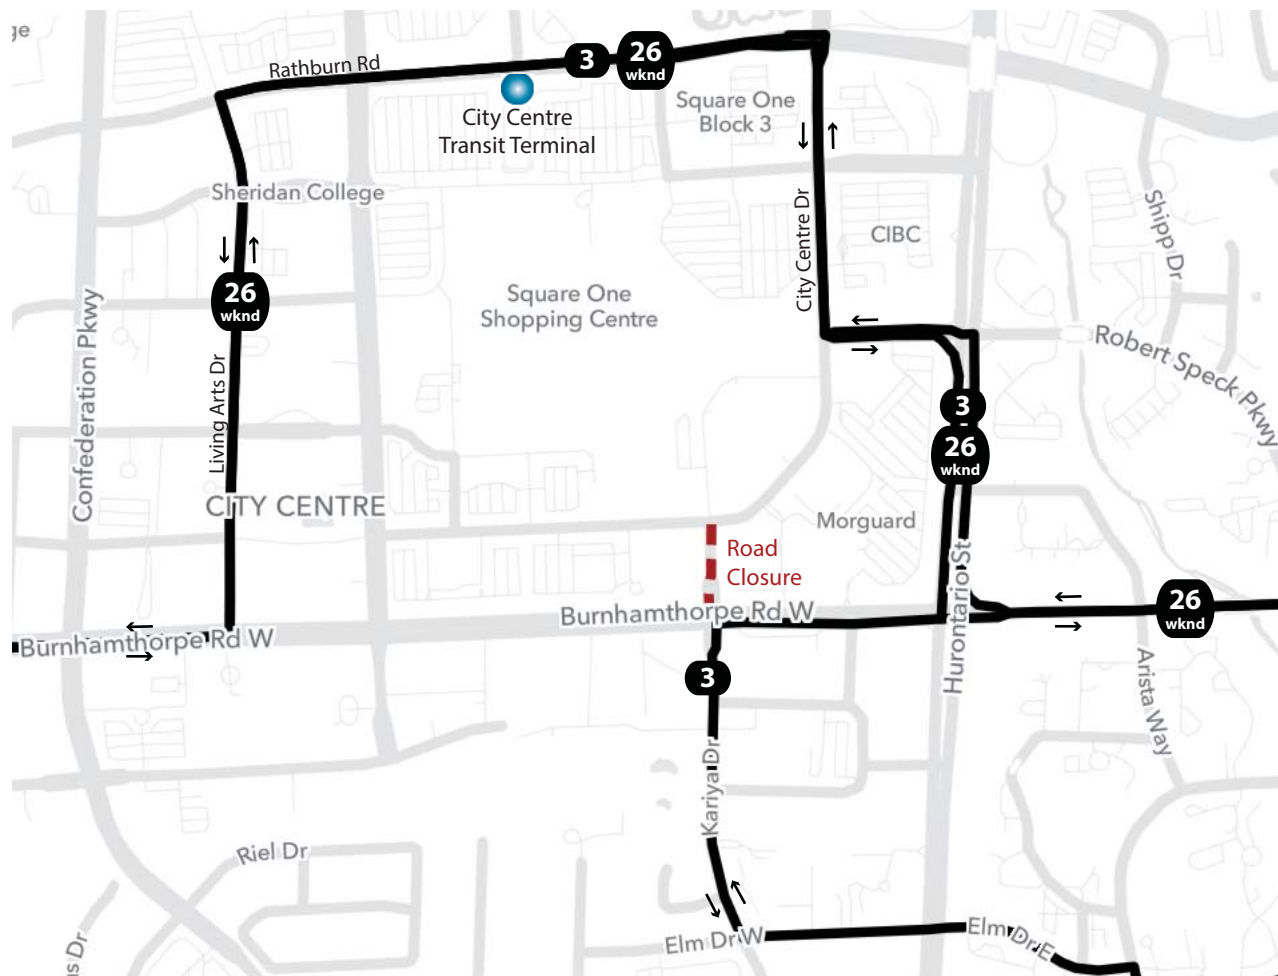 ge
Rathburn Rd
3
26
wknd
City Centre
Transit Terminal
Square One
Block 3
Sheridan College
City Centre Dr
CIBC
Shipp Dr
26
wknd
Square One
Shopping Centre
Confederation Pkwy
Living Arts Dr
Robert Speck Pkwy
3
26
wknd
CITY CENTRE
Morguard
Road
Closure
Burnhamthorpe Rd W
Burnhamthorpe Rd W
26
wknd
Hurontario St
Arista Way
3
Kariya Dr
Riel Dr
Elm Dr W
Elm Dr E
us Dr